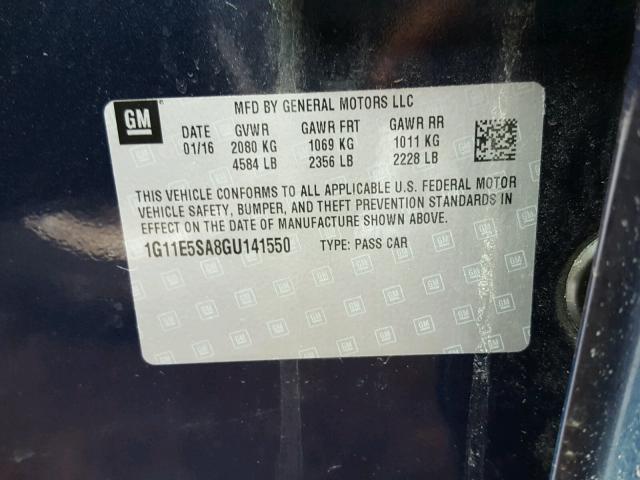 GM
MFD BY GENERAL MOTORS LLC
DATE GVWR GAWR FRT GAWR RR
01/16 2080 KG 1069 KG 1011 KG
4584 LB 2356 LB 2228 LB
THIS VEHICLE CONFORMS TO ALL APPLICABLE U.S. FEDERAL MOTOR
VEHICLE SAFETY, BUMPER, AND THEFT PREVENTION STANDARDS IN
EFFECT ON THE DATE OF MANUFACTURE SHOWN ABOVE.
1G11E5SA8GU141550 TYPE: PASS CAR